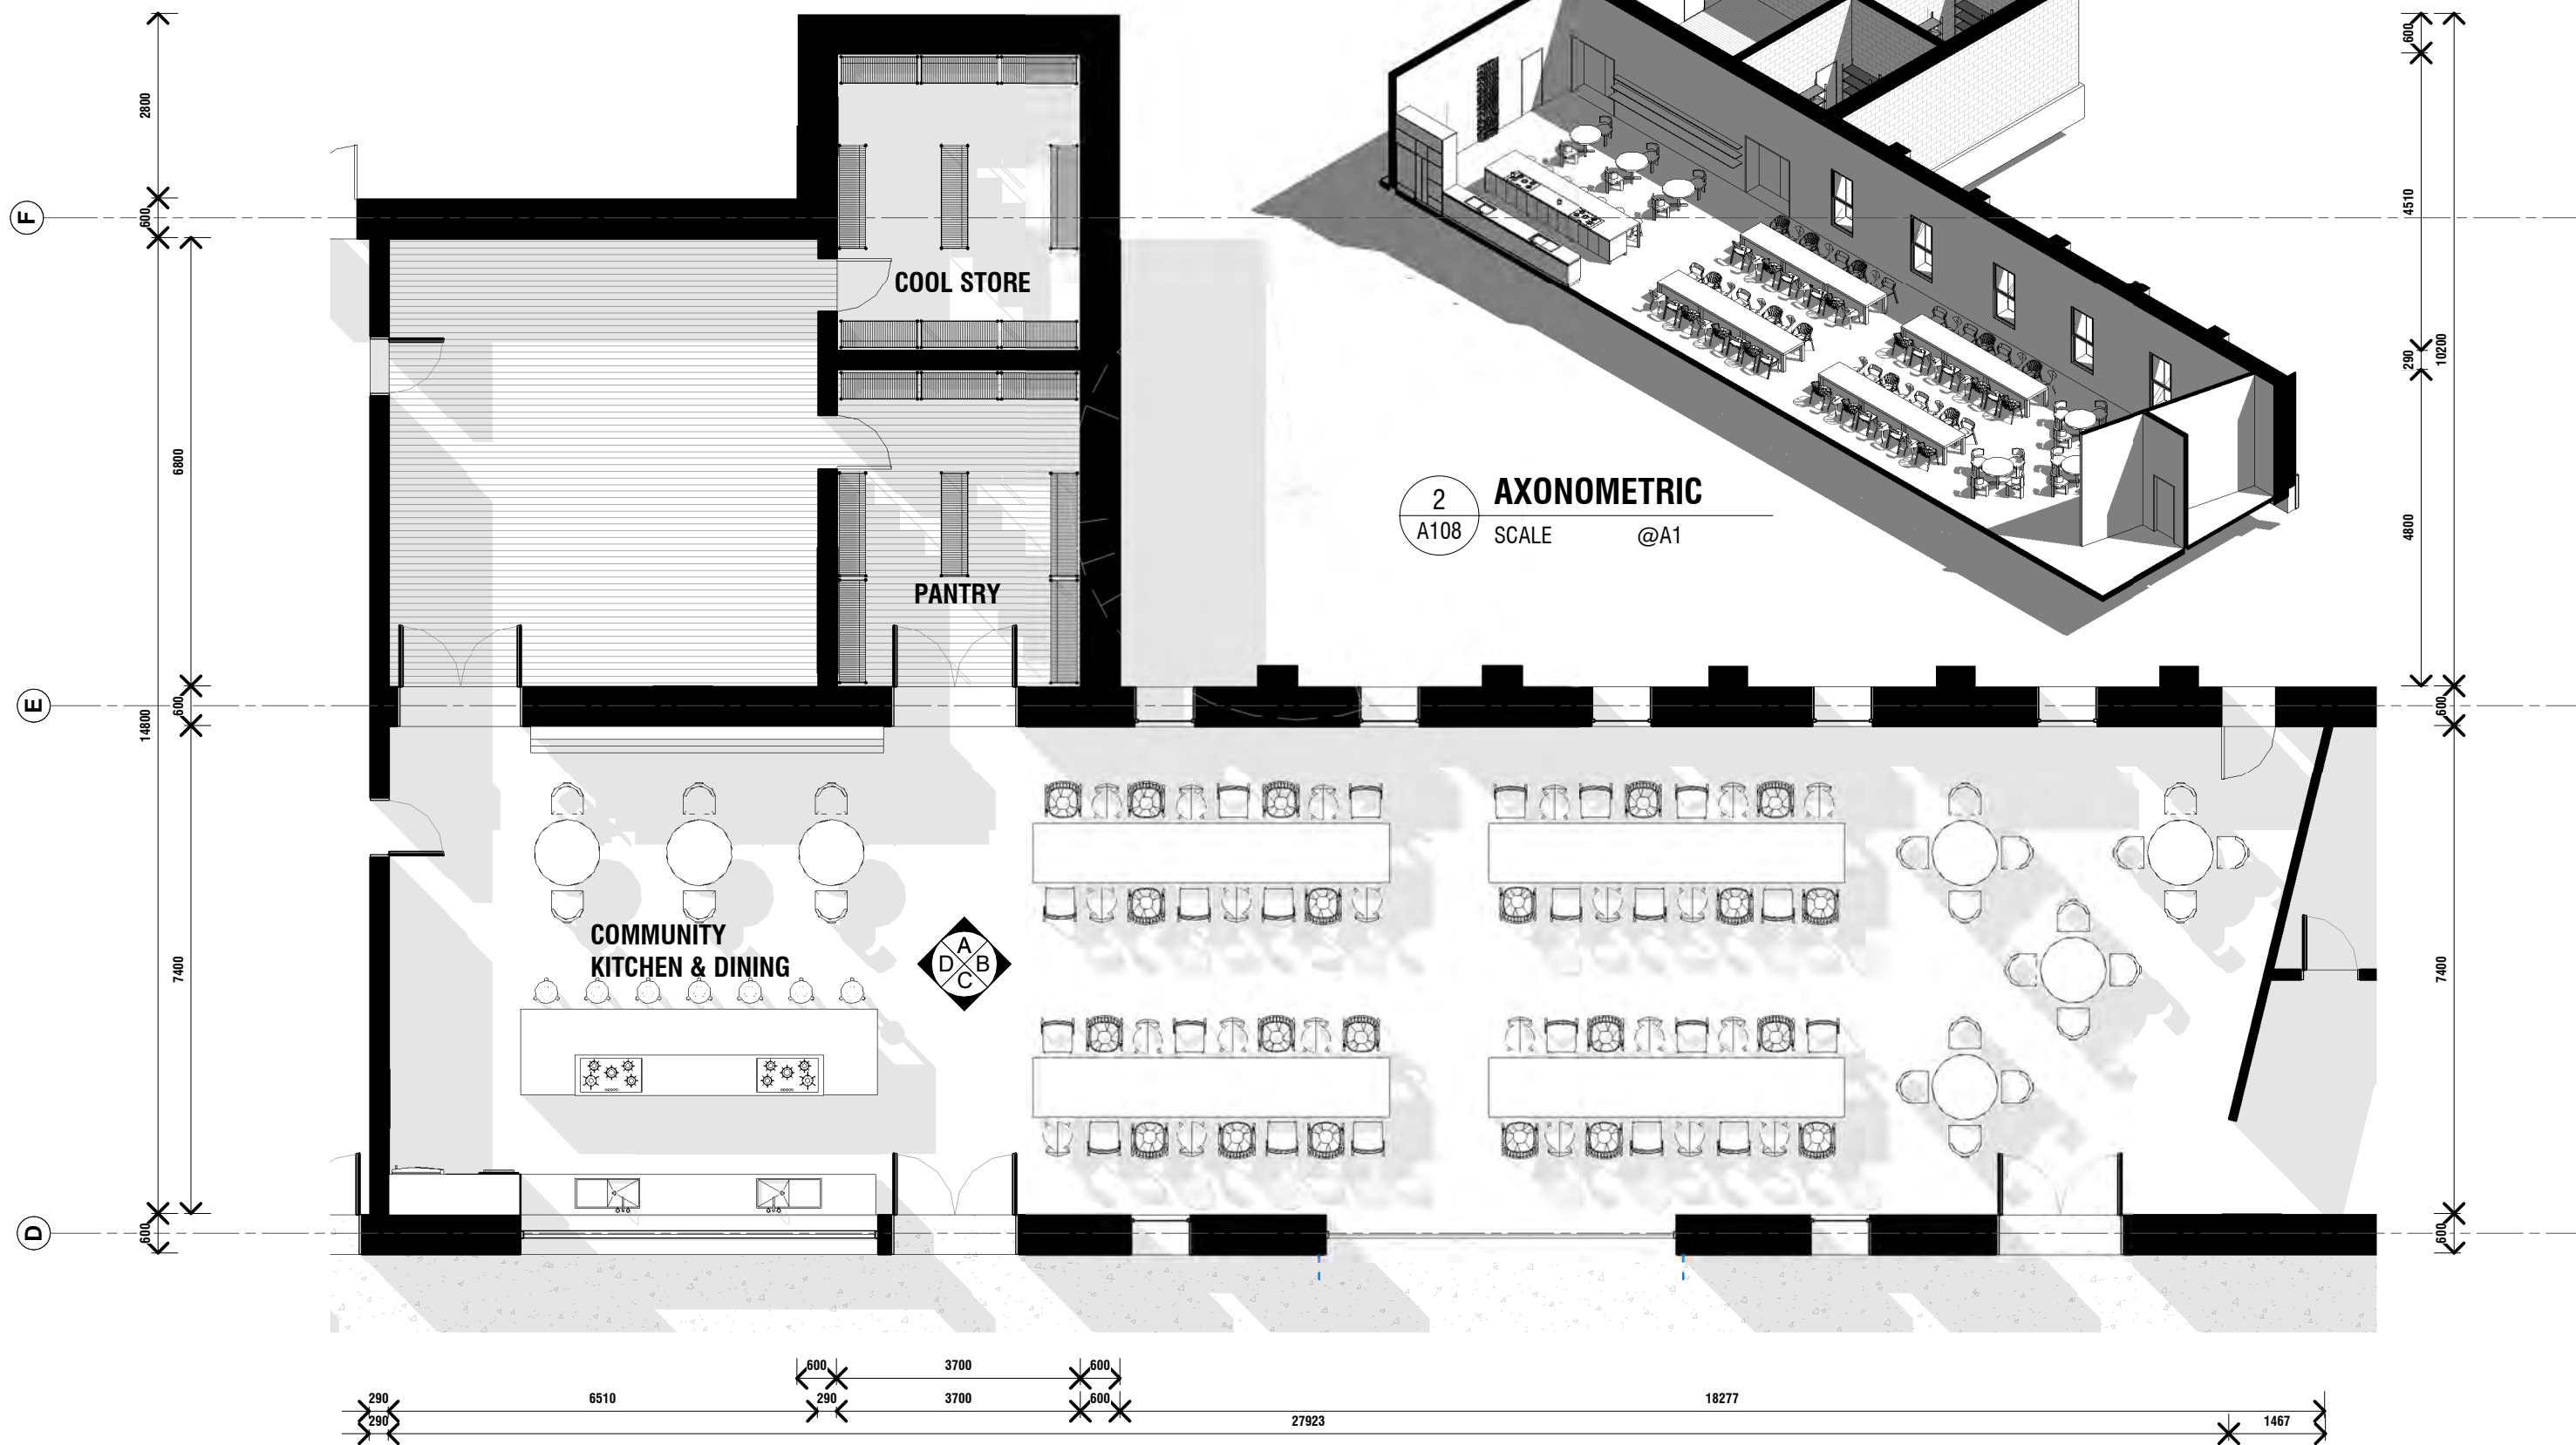 2800
600
F
6800
600
E
14800
7400
600
D
COOL STORE
PANTRY
COMMUNITY
KITCHEN & DINING
A
D B
C
2
A108
AXONOMETRIC
SCALE @A1
600
4510
290
10200
4800
600
7400
600
600 3700 600
290 6510 290 3700 600 18277
290 27923 1467